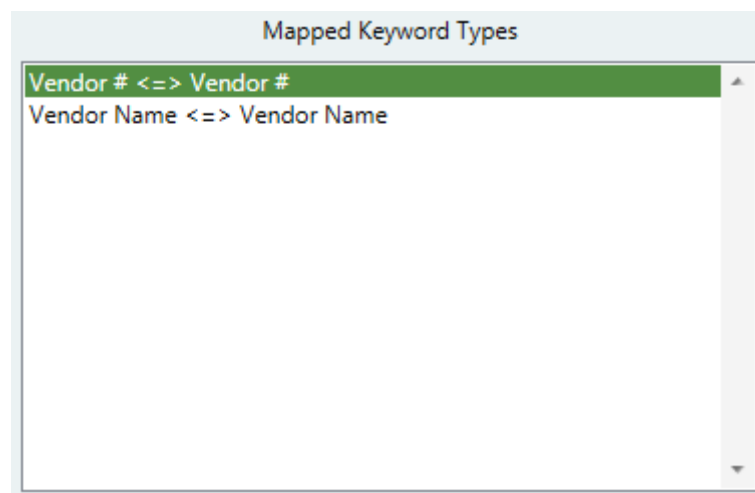 Mapped Keyword Types
Vendor # <=> Vendor #
Vendor Name <=> Vendor Name